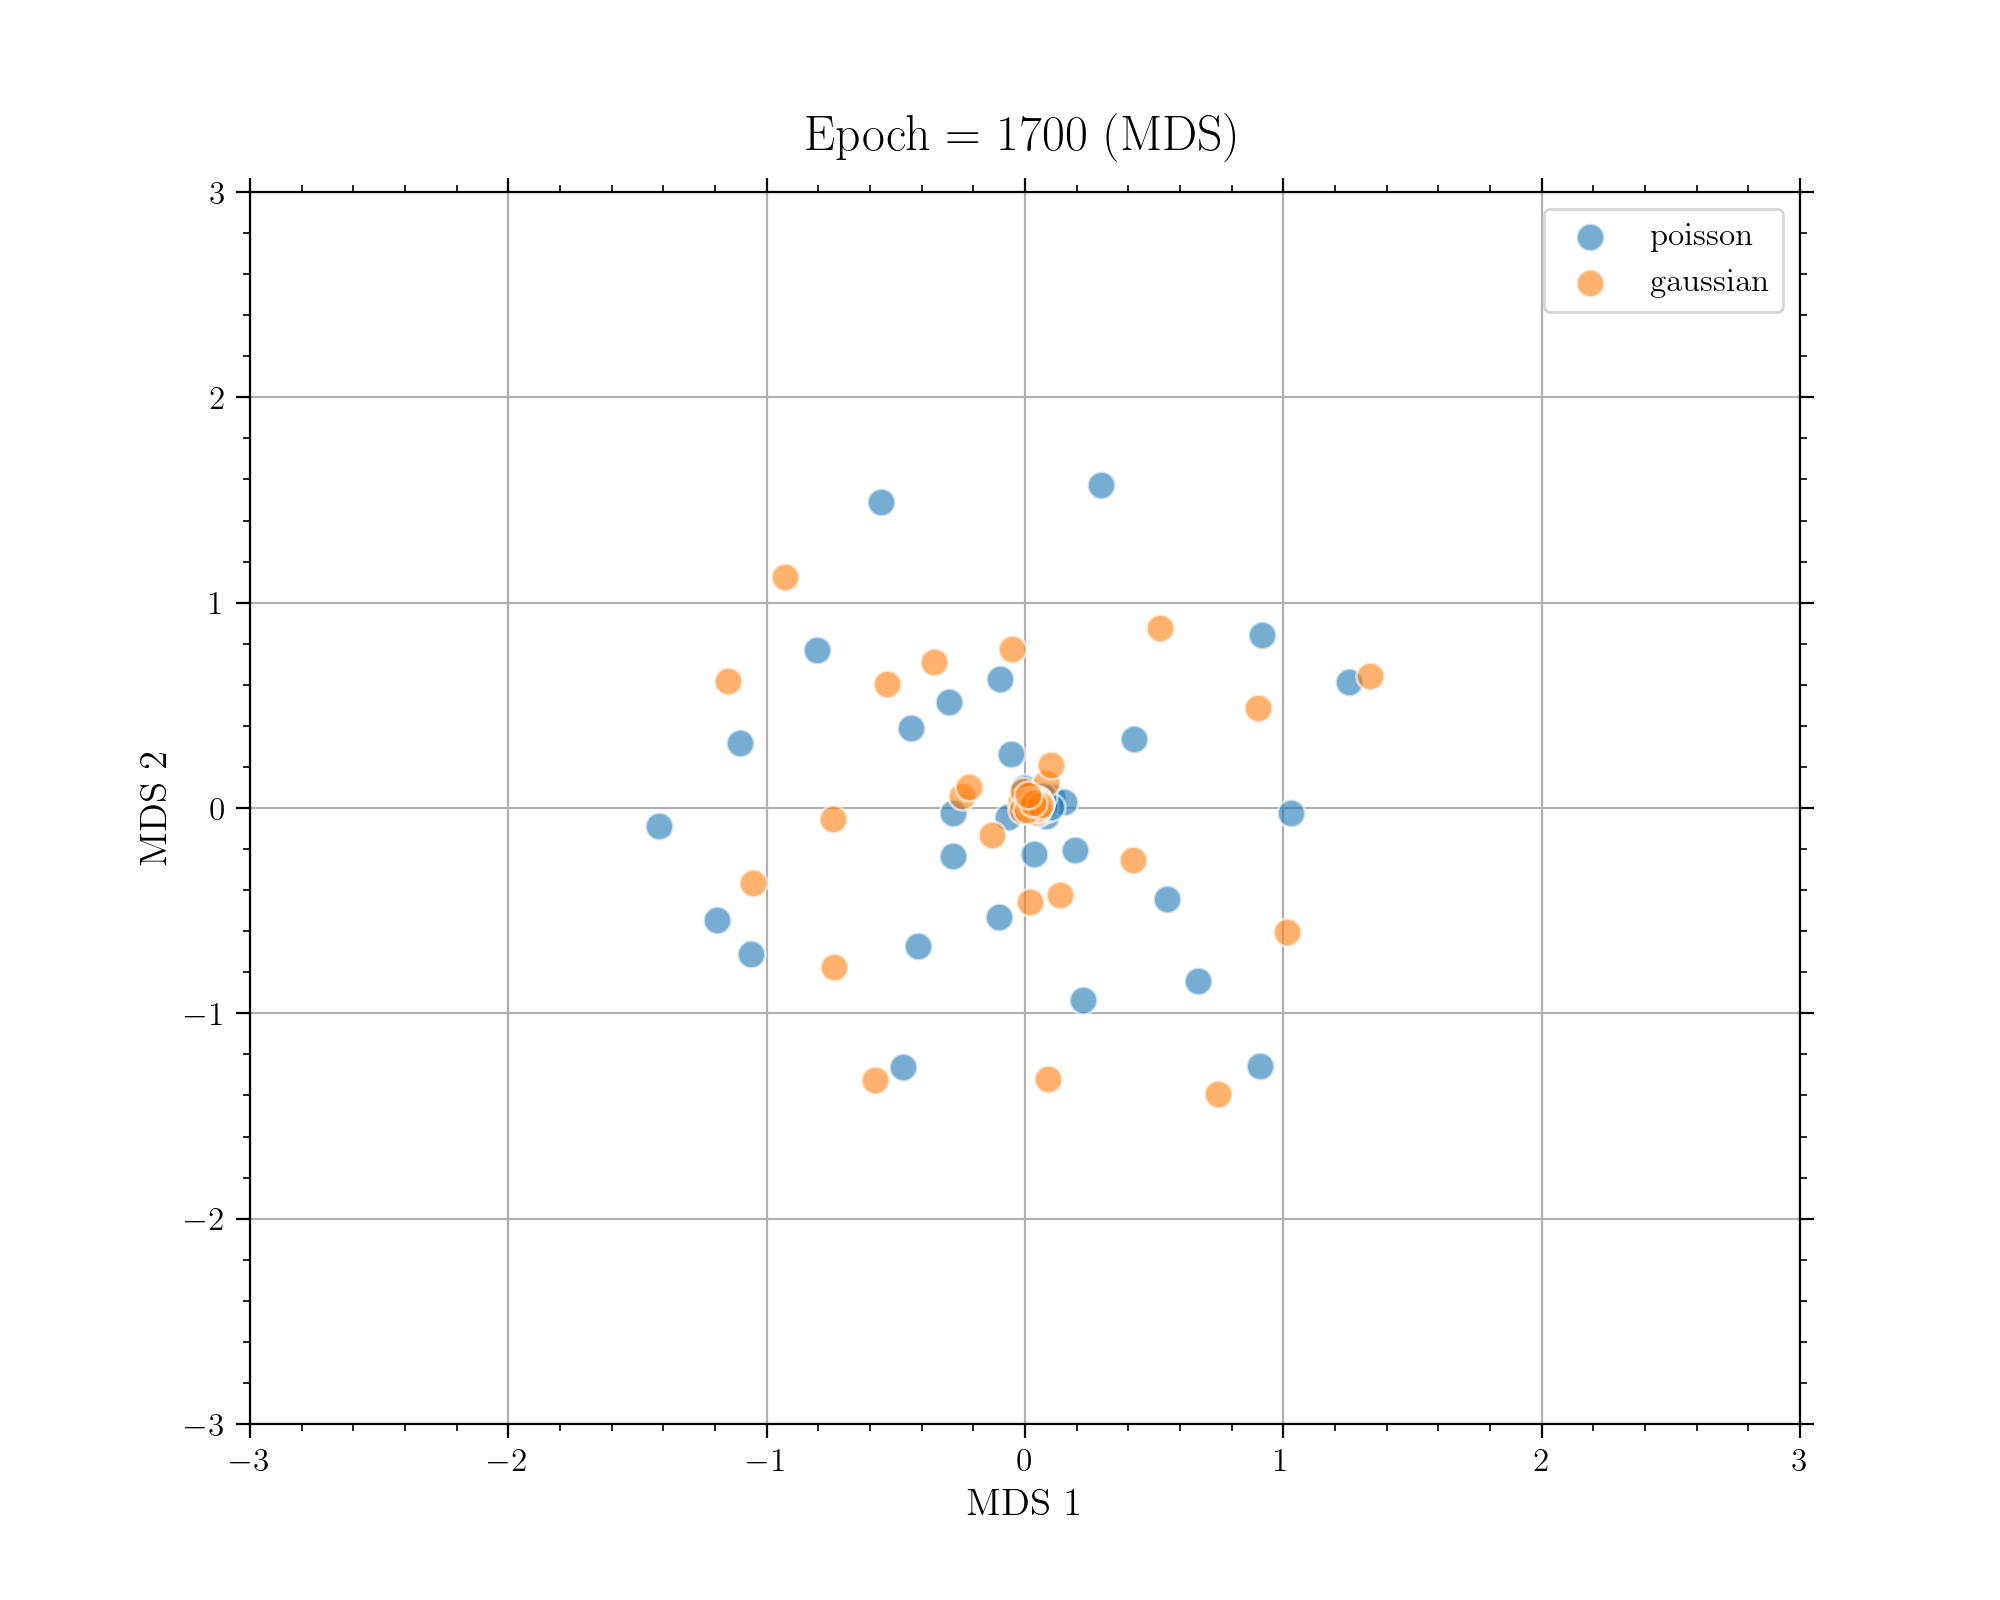 Epoch = 1700 (MDS)
poisson
gaussian
3
2
1
0
−1
−2
−3
MDS 2
−3 −2 −1 0 1 2 3
MDS 1